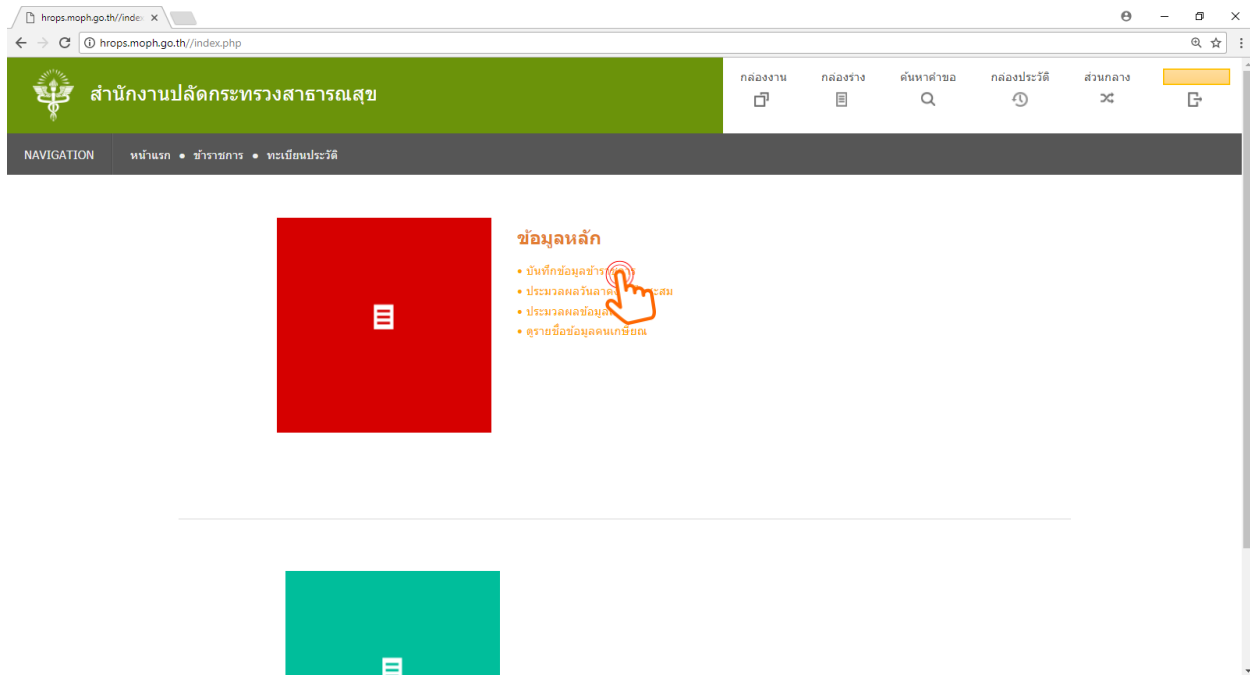 hrops.moph.go.th//inde
hrops.moph.go.th//index.php
สำนักงานปลัดกระทรวงสาธารณสุข
กล่องงาน
กล่องร่าง
ค้นหาคำขอ
กล่องประวัติ
ส่วนกลาง
NAVIGATION หน้าแรก ● ข้าราชการ ● ทะเบียนประวัติ
ข้อมูลหลัก
• บันทึกข้อมูลข้าราชการ
• ประมวลผลวันลา
• ประมวลผลข้อมูล
• ดูรายชื่อข้อมูลคนเกษียณ